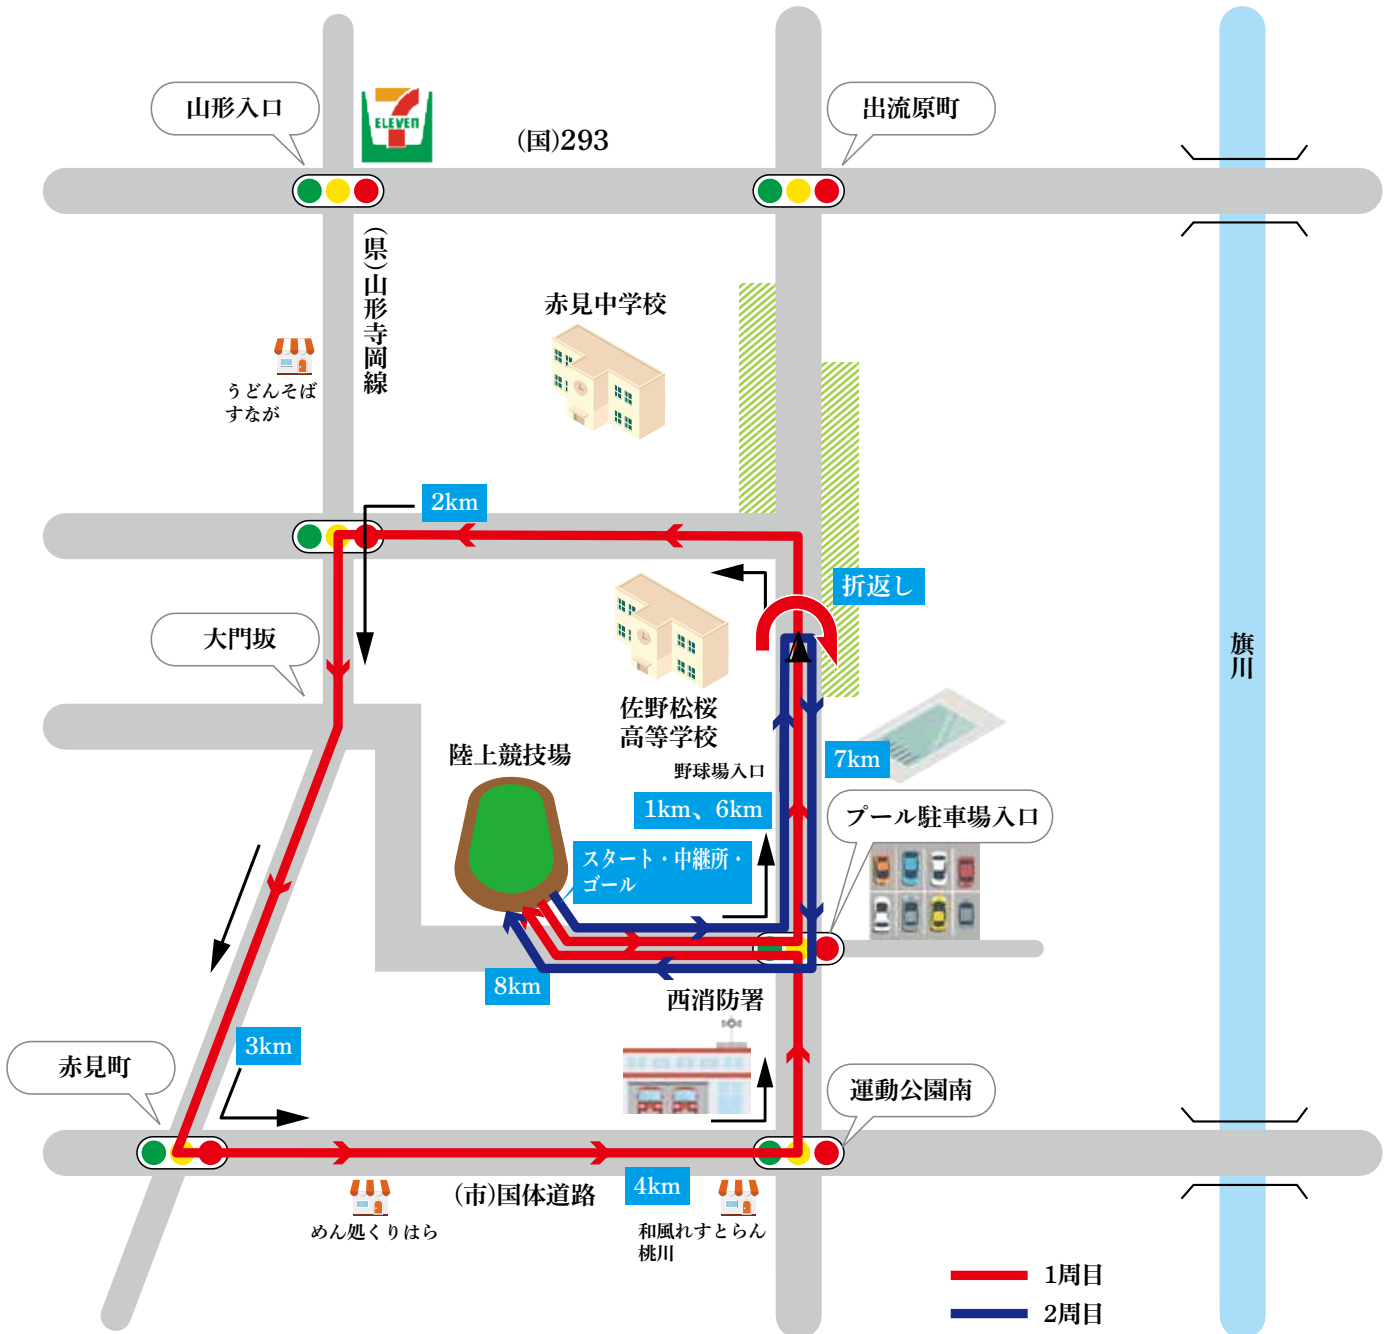 山形入口
ELEVEN
(国)293
出流原町
(県)山形寺岡線
赤見中学校
うどんそば
すなが
2km
折返し
大門坂
旗川
佐野松桜
高等学校
陸上競技場
野球場入口
7km
1km、6km
プール駐車場入口
スタート・中継所・
ゴール
8km
西消防署
3km
赤見町
運動公園南
4km
(市)国体道路
めん処くりはら
和風れすとらん
桃川
1周目
2周目